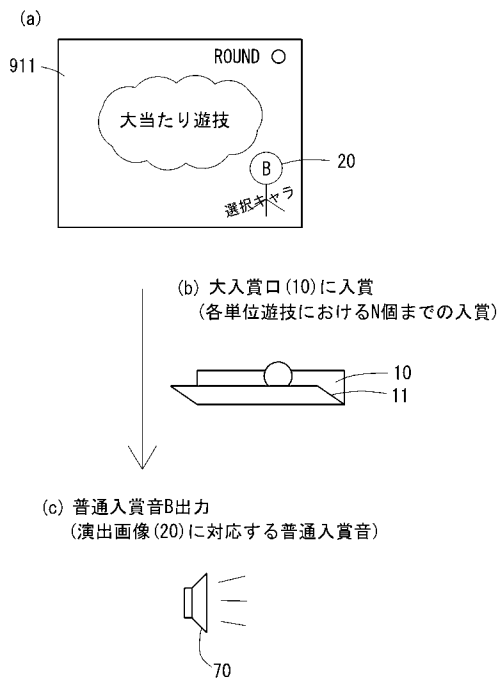 (a)
911
ROUND ○
大当たり遊技
B
20
選択キャラ
(b) 大入賞口(10)に入賞
(各単位遊技におけるN個までの入賞)
10
11
(c) 普通入賞音B出力
(演出画像(20)に対応する普通入賞音)
70